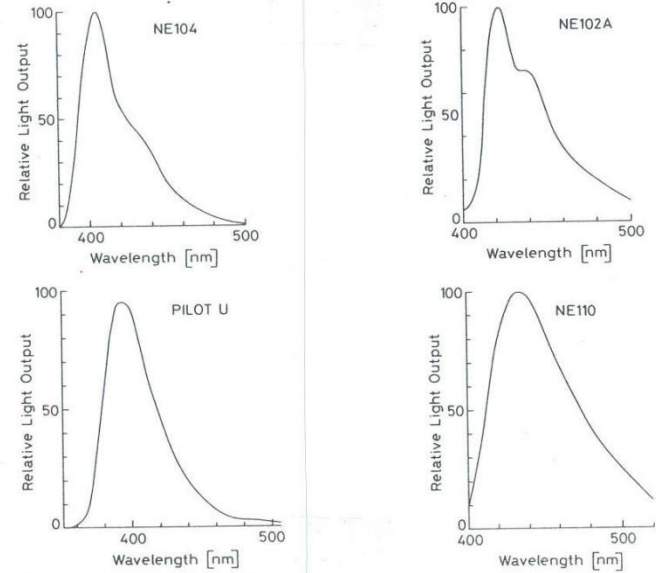 NE104
100
50
0
400
500
Relative Light Output
Wavelength [nm]
NE102A
100
50
0
400
500
Relative Light Output
Wavelength [nm]
PILOT U
100
50
0
400
500
Relative Light Output
Wavelength [nm]
NE110
100
50
0
400
500
Relative Light Output
Wavelength [nm]